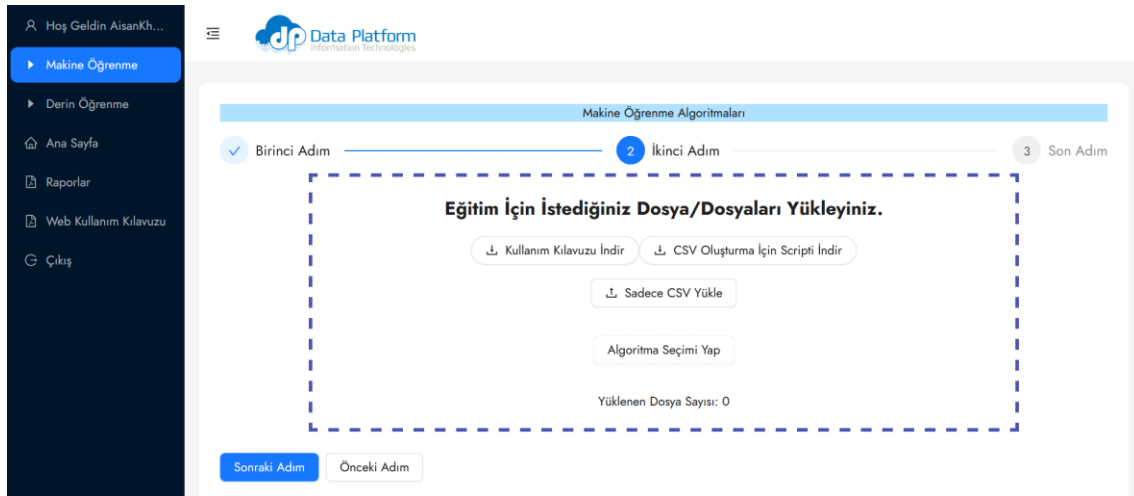 Hoş Geldin AisanKh...
Makine Öğrenme
Derin Öğrenme
Ana Sayfa
Raporlar
Web Kullanım Kılavuzu
Çıkış
dp Data Platform
Information Technologies
Makine Öğrenme Algoritmaları
Birinci Adım
2 İkinci Adım
3 Son Adım
Eğitim İçin İstediğiniz Dosya/Dosyaları Yükleyiniz.
Kullanım Kılavuzu İndir
CSV Oluşturma İçin Scripti İndir
Sadece CSV Yükle
Algoritma Seçimi Yap
Yüklenen Dosya Sayısı: 0
Sonraki Adım
Önceki Adım